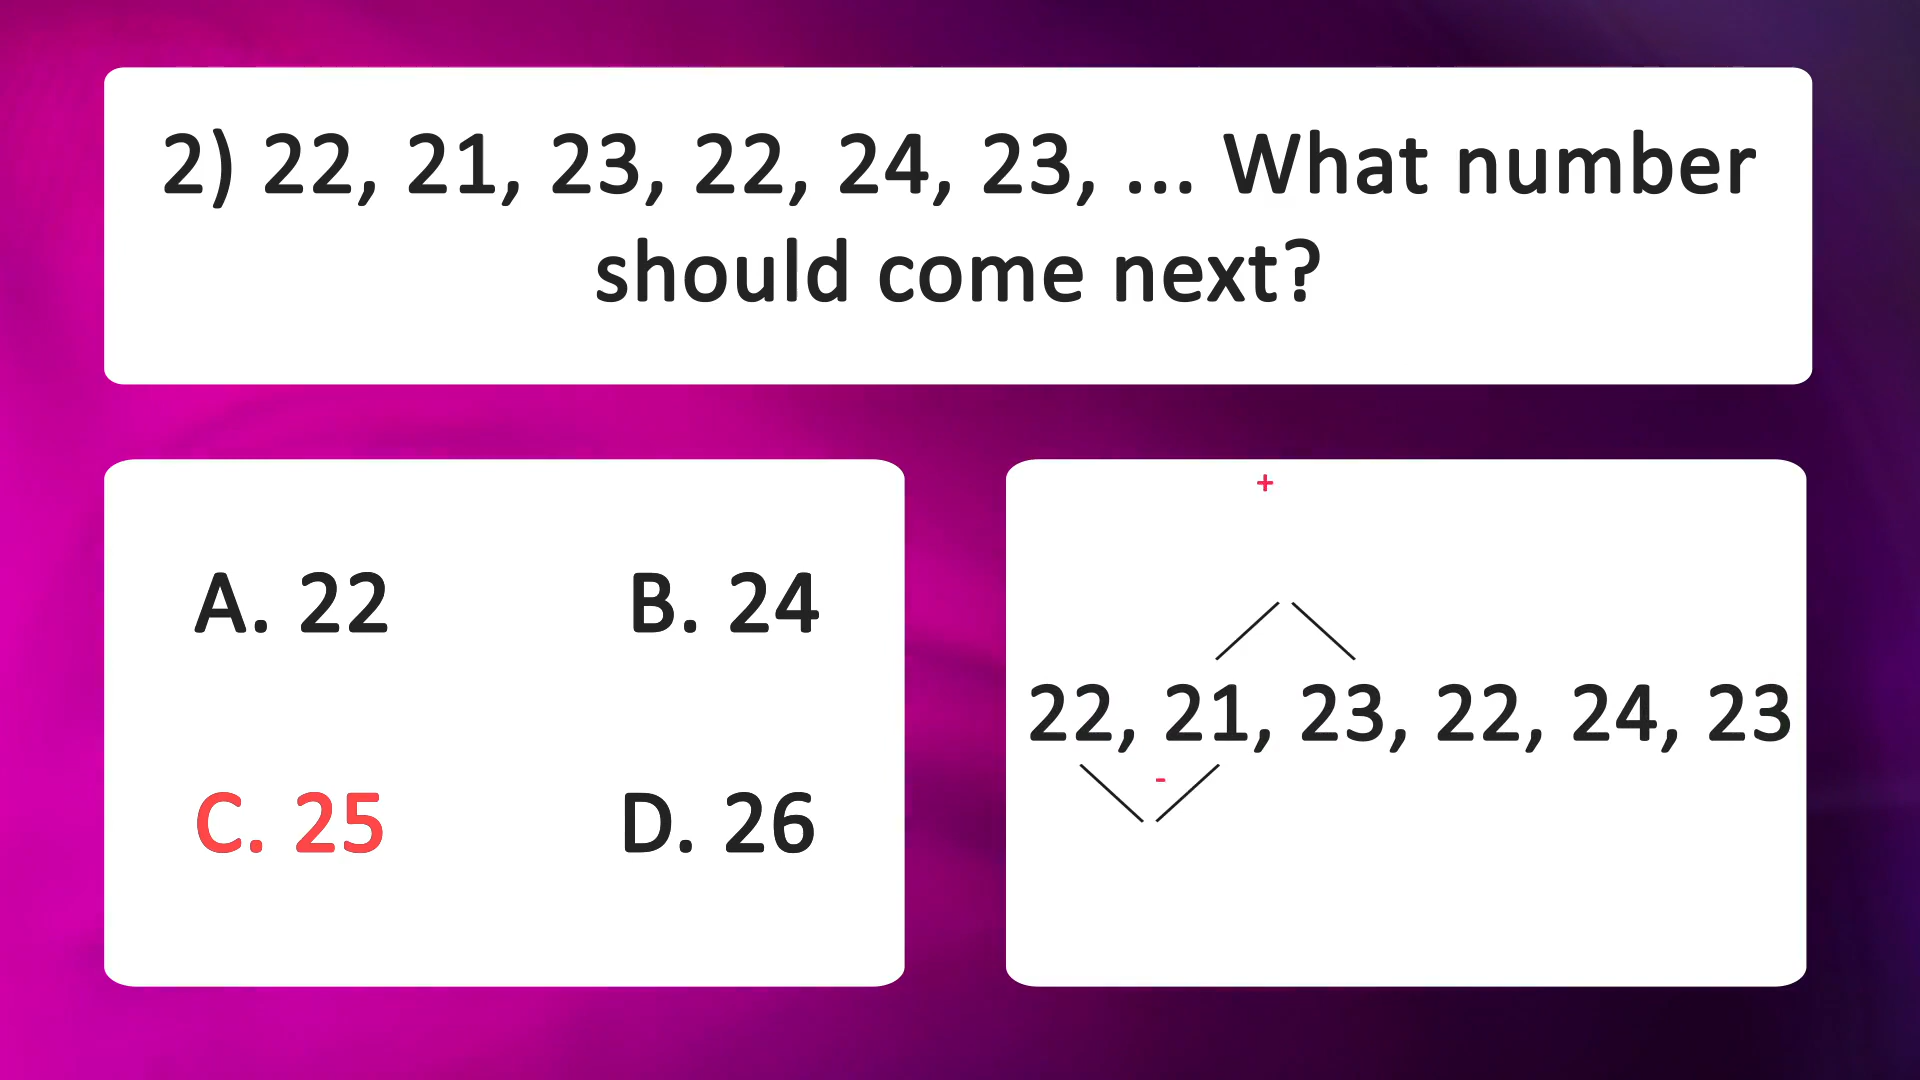 2) 22, 21, 23, 22, 24, 23, ... What number
should come next?
A. 22
B. 24
C. 25
D. 26
+
22, 21, 23, 22, 24, 23
-